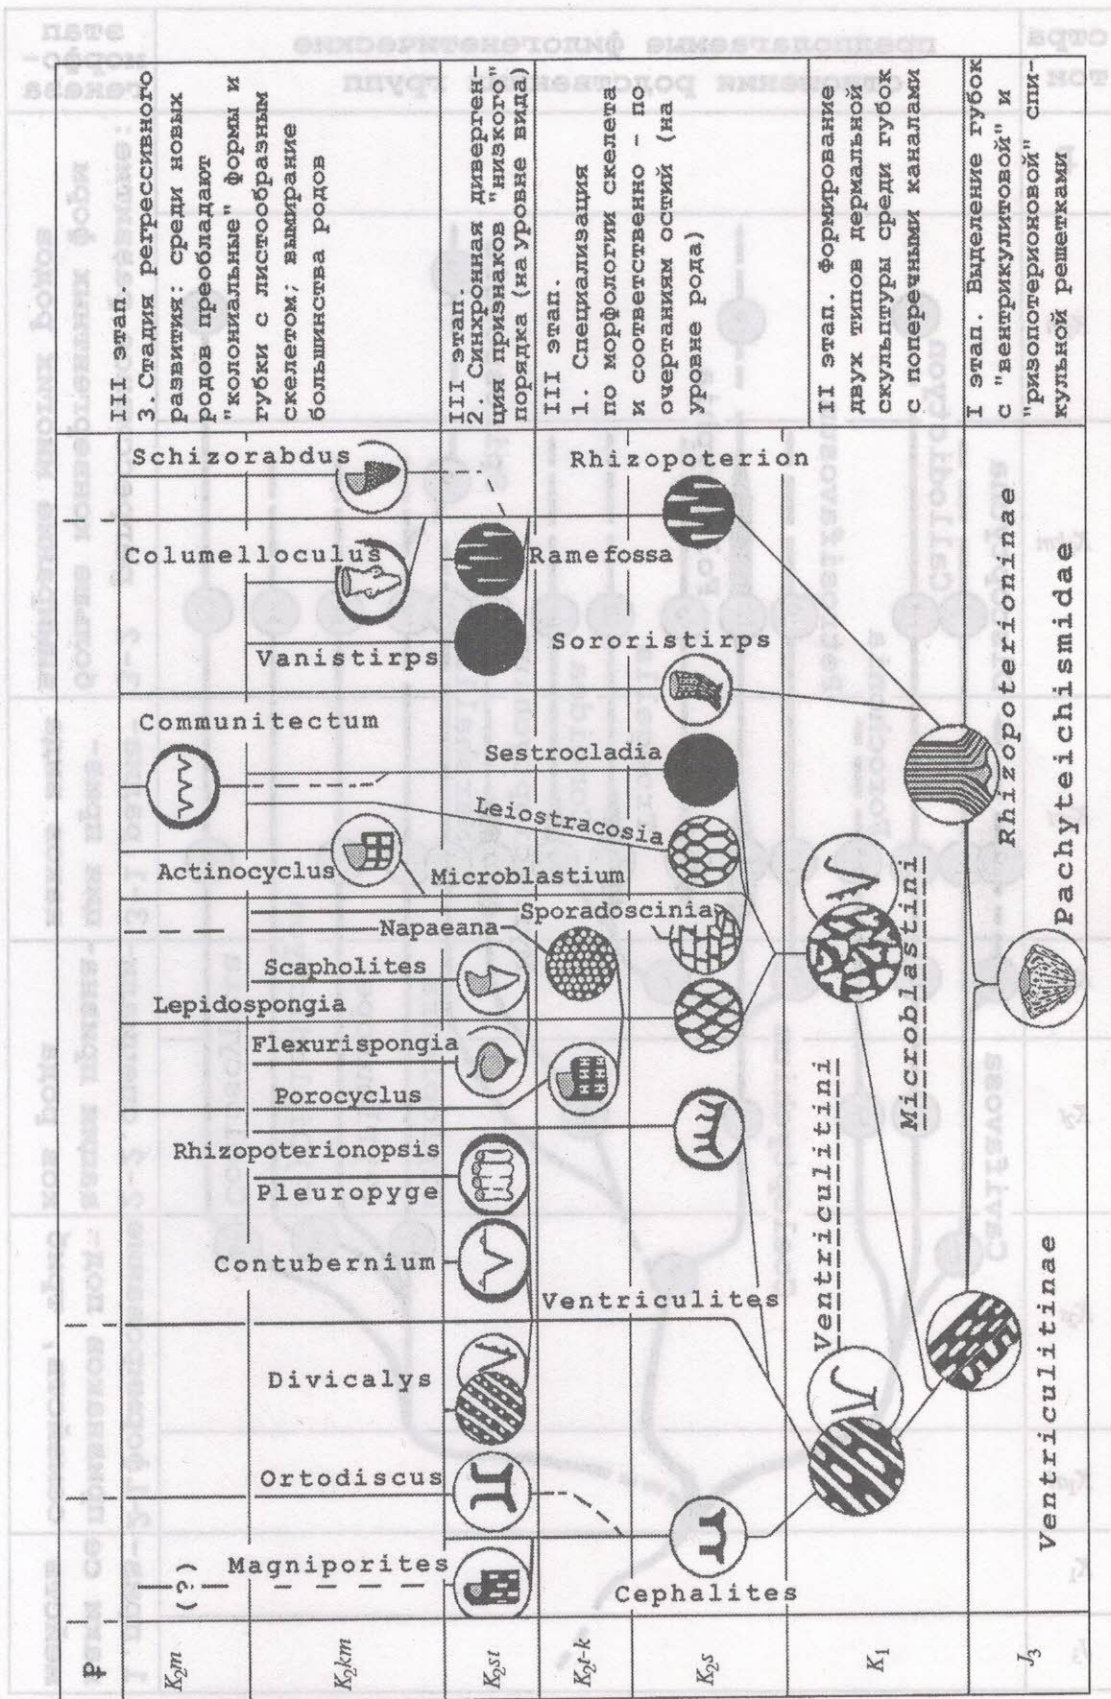 III этап.
3. Стадия регрессивного
развития: среди новых
родов преобладают
"колониальные" формы и
губки с листообразным
скелетом; вымирание
большинства родов
III этап.
2. Синхронная диверген-
ция признаков "низкого"
порядка (на уровне вида)
III этап.
1. Специализация
по морфологии скелета
и соответственно - по
очертаниям остий (на
уровне рода)
II этап. Формирование
двух типов дермальной
скульптуры среди губок
с поперечными каналами
I этап. Выделение губок
с "вентрикулитовой" и
"ризопотерионовой" спи-
кульной решетками
Schizorabdus
Rhizopoterion
Columelloculus
Ramefossa
Vanistirps
Sororistirps
Communitectum
Sestrocladia
Leiostracosia
Actinocyclus
Microblastium
Sporadoscinia
Napaeana
Scapholites
Lepidospongia
Flexurispongia
Porocyclus
Rhizopoterionopsis
Pleuropyge
Contubernium
Ventriculites
Divicalys
Ortodiscus
Magniporites
(?)
Cephalites
Ventriculitini
Microblastini
Rhizopoterioninae
Pachyteichismidae
Ventriculitinae
₽
K₂m
K₂km
K₂st
K₂t-k
K₂s
K₁
J₃